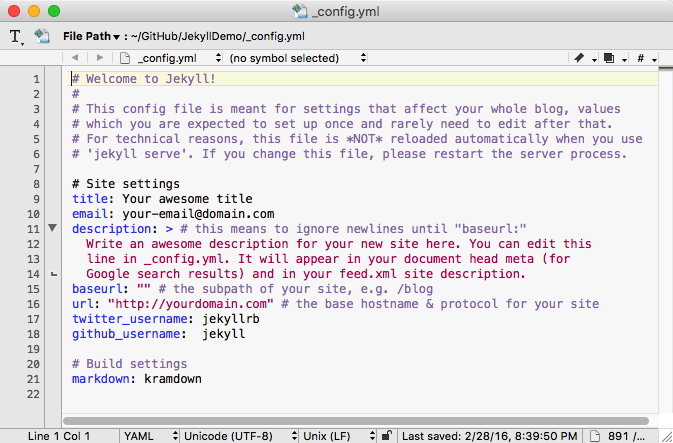 _config.yml
T. File Path : ~/GitHub/JekyllDemo/_config.yml
_config.yml (no symbol selected) #
1 # Welcome to Jekyll!
2 #
3 # This config file is meant for settings that affect your whole blog, values
4 # which you are expected to set up once and rarely need to edit after that.
5 # For technical reasons, this file is *NOT* reloaded automatically when you use
6 # 'jekyll serve'. If you change this file, please restart the server process.
7
8 # Site settings
9 title: Your awesome title
10 email: your-email@domain.com
11 description: > # this means to ignore newlines until "baseurl:"
12 Write an awesome description for your new site here. You can edit this
13 line in _config.yml. It will appear in your document head meta (for
14 Google search results) and in your feed.xml site description.
15 baseurl: "" # the subpath of your site, e.g. /blog
16 url: "http://yourdomain.com" # the base hostname & protocol for your site
17 twitter_username: jekyllrb
18 github_username:  jekyll
19
20 # Build settings
21 markdown: kramdown
22
Line 1 Col 1 YAML Unicode (UTF-8) Unix (LF) Last saved: 2/28/16, 8:39:50 PM 891 /...